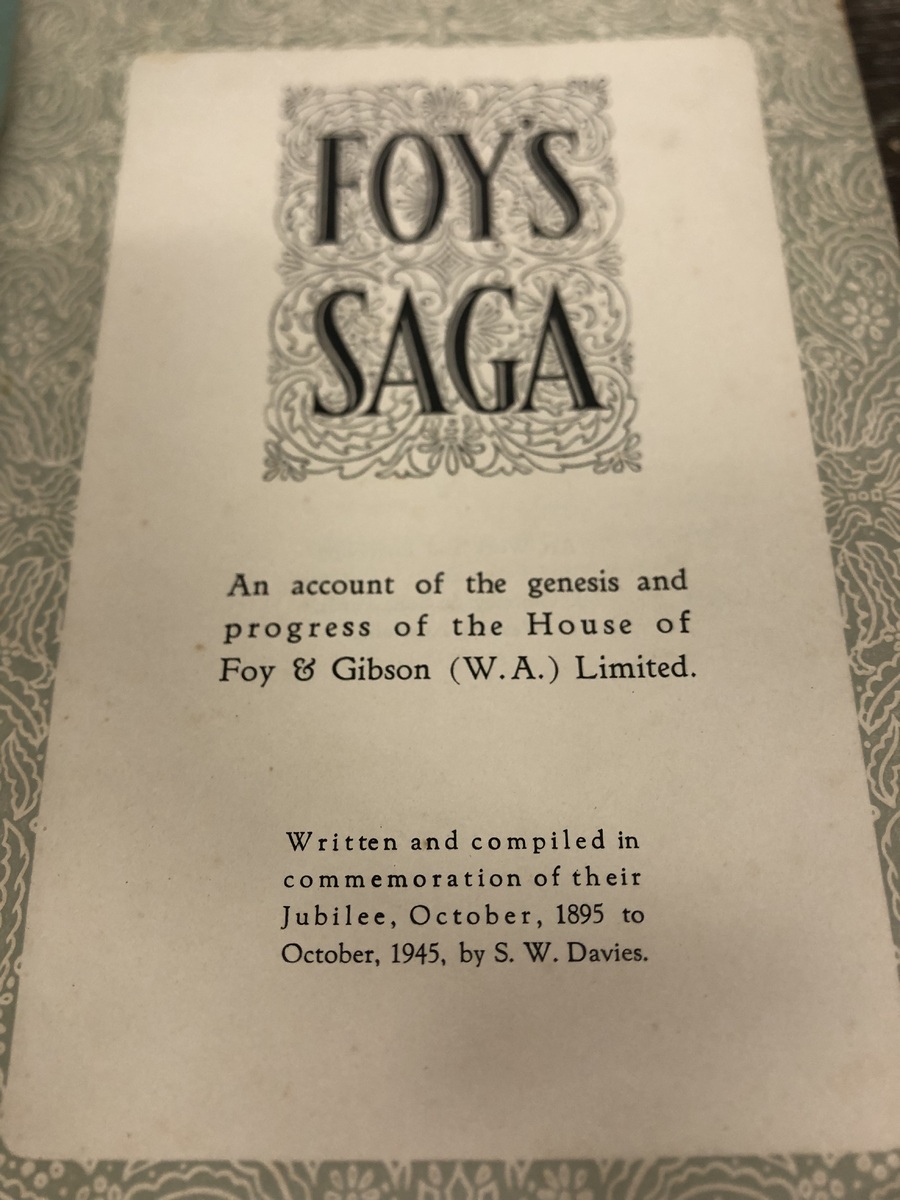 FOY'S
SAGA
An account of the genesis and
progress of the House of
Foy & Gibson (W.A.) Limited.
Written and compiled in
commemoration of their
Jubilee, October, 1895 to
October, 1945, by S. W. Davies.